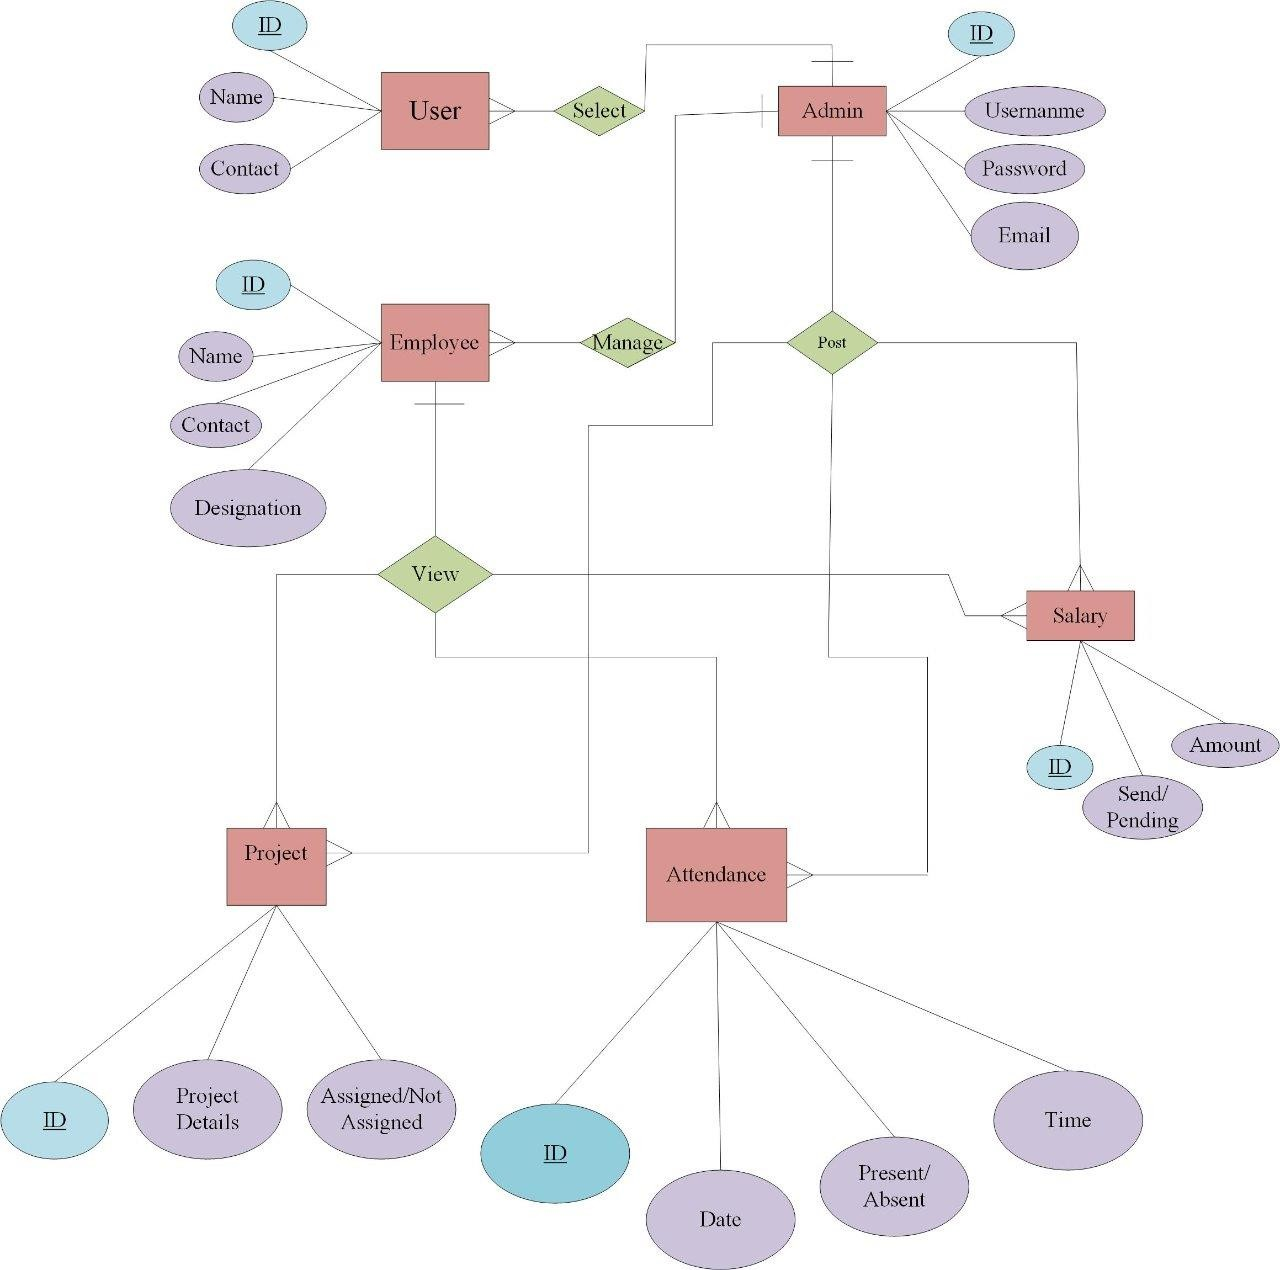 ID
ID
Name
User
Select
Admin
Usernanme
Contact
Password
Email
ID
Name
Employee
Manage
Post
Contact
Designation
View
Salary
Amount
ID
Send/
Pending
Project
Attendance
ID
Project
Details
Assigned/Not
Assigned
ID
Date
Present/
Absent
Time